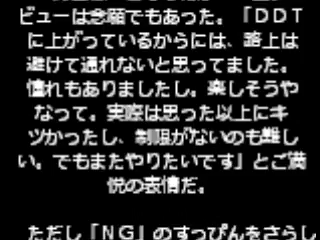 ビューは念願でもあった。「ＤＤＴ
に上がっているからには、路上は
避けて通れないと思ってました。
憧れもありましたし。楽しそうや
なって。実際は思った以上にキ
ツかったし、制限がないのも難し
い。でもまたやりたいです」とご満
悦の表情だ。
ただし「ＮＧ」のすっぴんをさらし